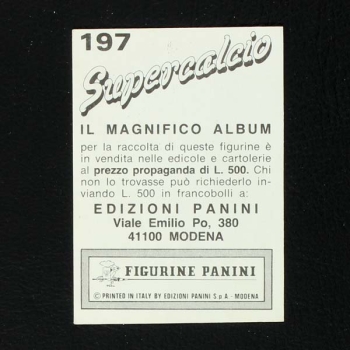 197
Supercalcio
IL MAGNIFICO ALBUM
per la raccolta di queste figurine è
in vendita nelle edicole e cartolerie
al prezzo propaganda di L. 500. Chi
non lo trovasse può richiederlo in-
viando L. 500 in francobolli a:
EDIZIONI PANINI
Viale Emilio Po, 380
41100 MODENA
FIGURINE PANINI
© PRINTED IN ITALY BY EDIZIONI PANINI S p A - MODENA